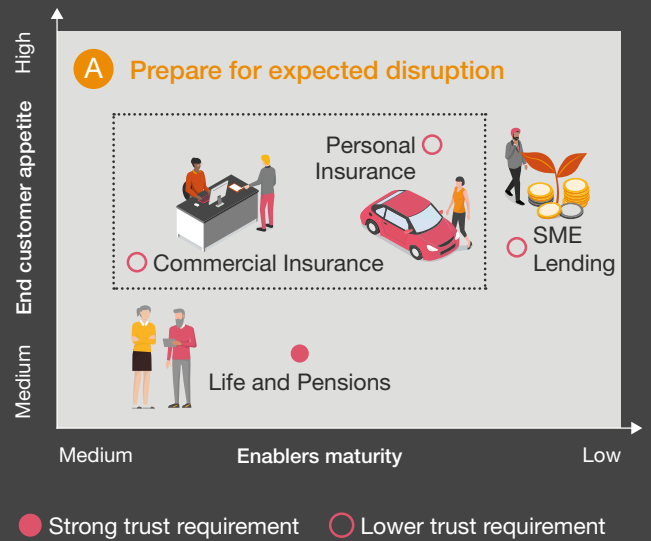 High
End customer appetite
Medium
A Prepare for expected disruption
Personal
Insurance
Commercial Insurance
SME
Lending
Life and Pensions
Medium
Enablers maturity
Low
Strong trust requirement
Lower trust requirement